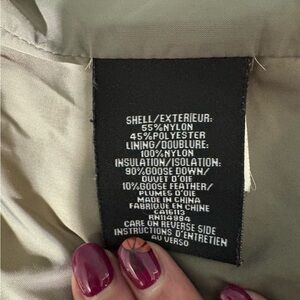 SHELL/EXTERIEUR:
55%NYLON
45%POLYESTER
LINING/DOUBLURE:
100%NYLON
INSULATION/ISOLATION:
90%GOOSE DOWN/
DUVET D'OIE
10%GOOSE FEATHER/
PLUMES D'OIE
MADE IN CHINA
FABRIQUE EN CHINE
CA16113
RN114994
CARE ON REVERSE SIDE
INSTRUCTIONS D'ENTRETIEN
AU VERSO